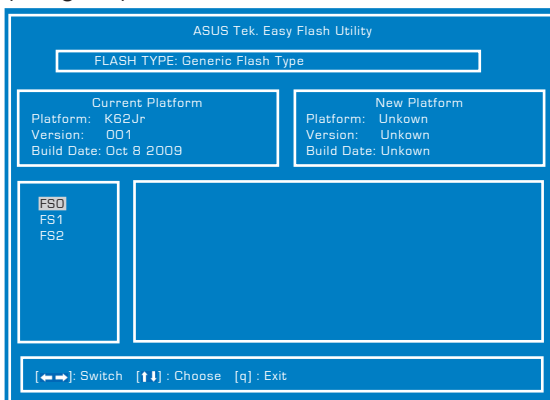 ASUS Tek. Easy Flash Utility
FLASH TYPE: Generic Flash Type
Current Platform
Platform: K62Jr
Version: 001
Build Date: Oct 8 2009
New Platform
Platform: Unkown
Version: Unkown
Build Date: Unkown
FS0
FS1
FS2
[←→]: Switch [↑↓] : Choose [q] : Exit